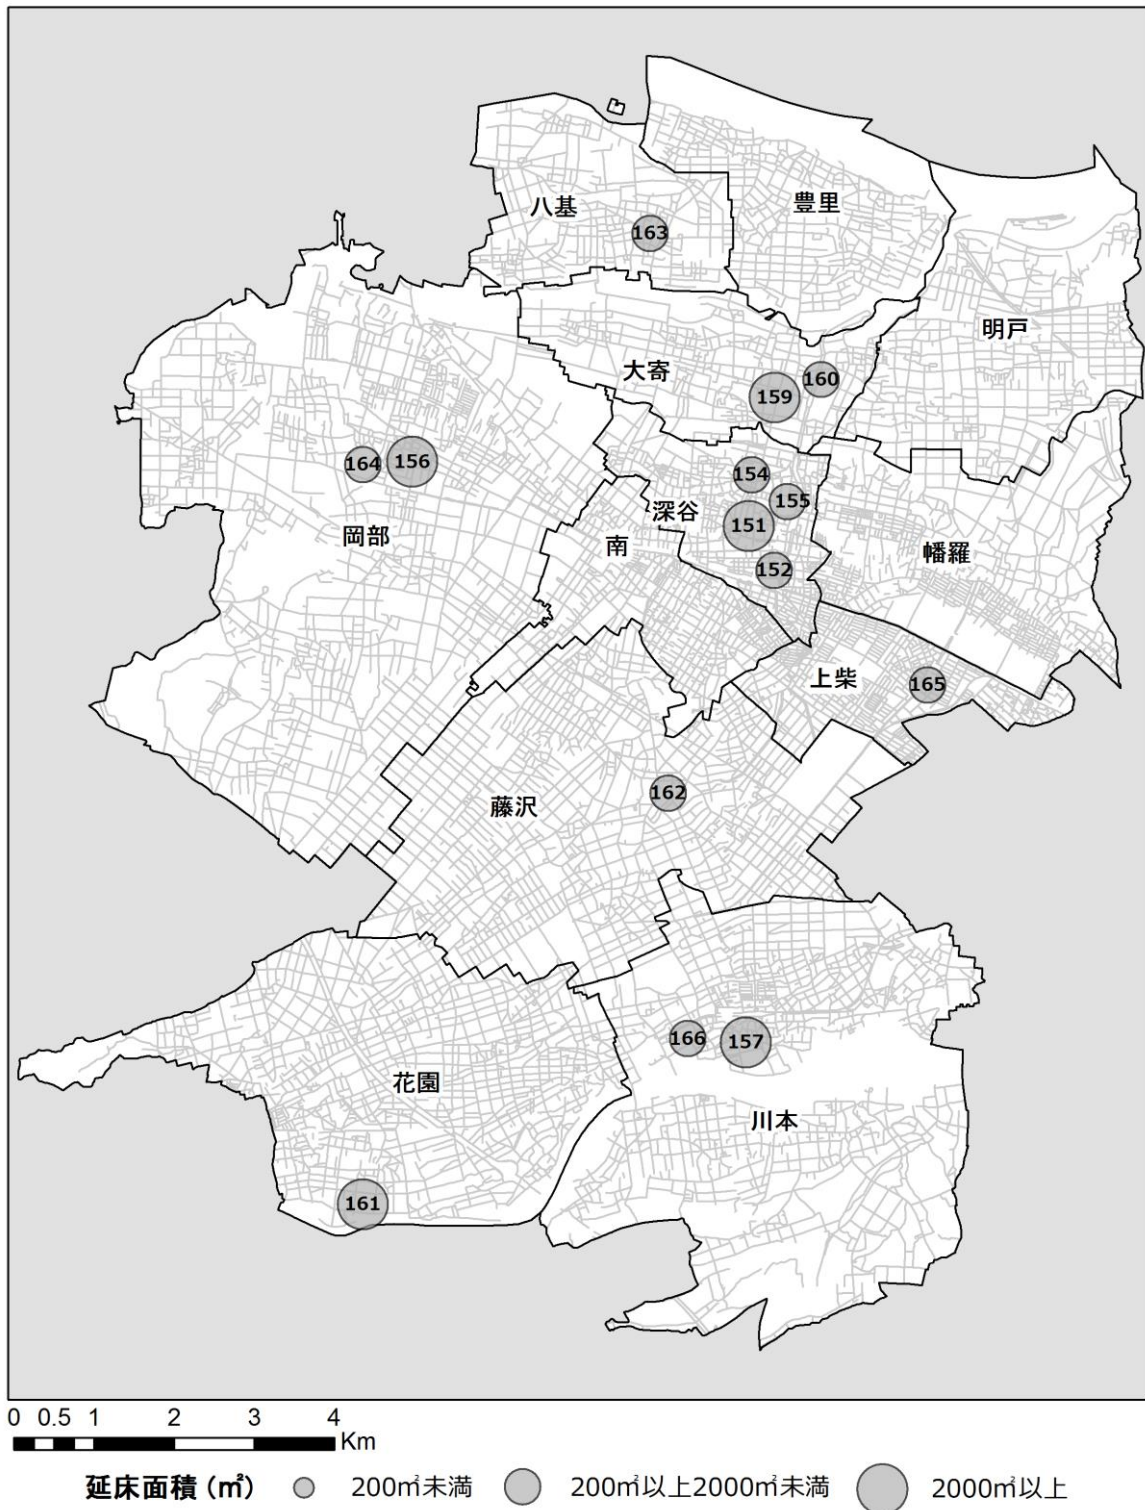 豊里
八基
163
明戸
大寄
160
159
164
156
154
155
深谷
151
岡部
南
幡羅
152
上柴
165
162
藤沢
166
157
花園
川本
161
0 0.5 1 2 3 4
Km
延床面積(㎡) 200㎡未満 200㎡以上2000㎡未満 2000㎡以上